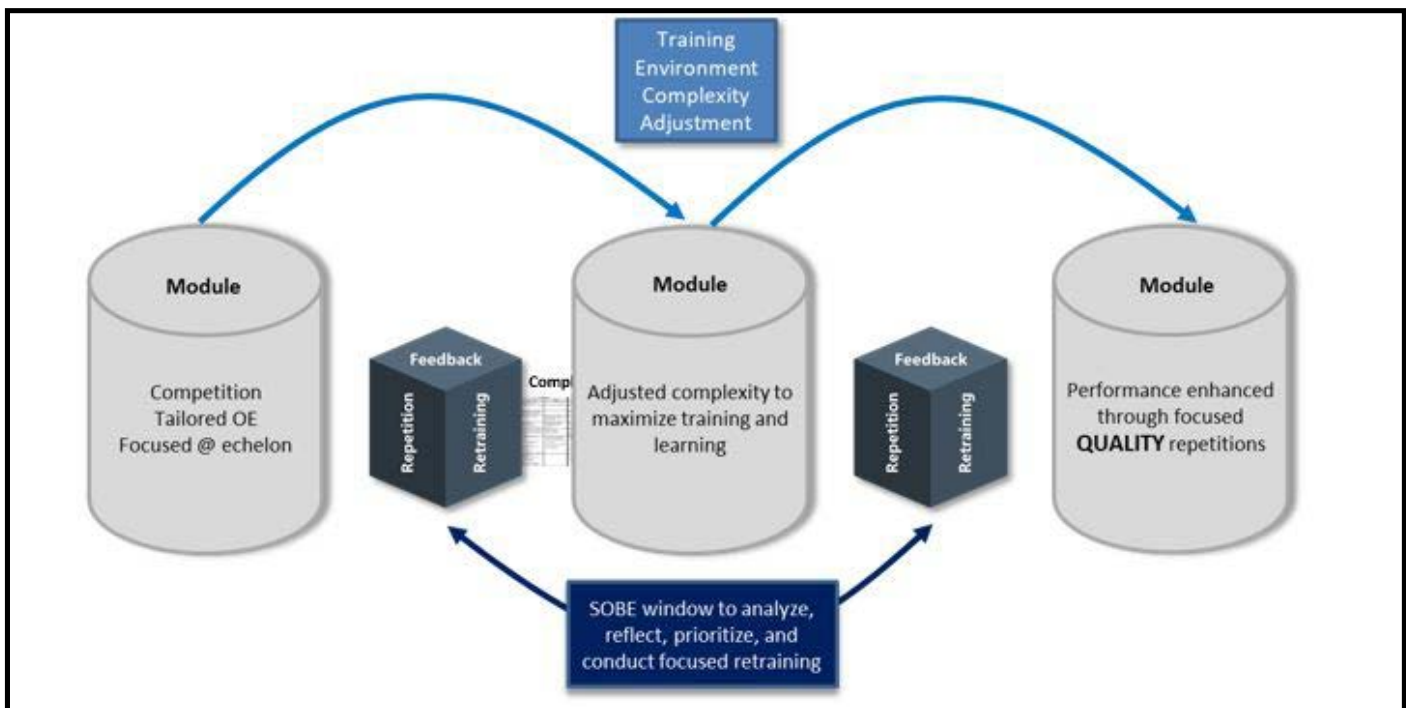 Training
Environment
Complexity
Adjustment
Module
Competition
Tailored OE
Focused @ echelon
Feedback
Repetition
Retraining
Compl
Module
Adjusted complexity to
maximize training and
learning
Feedback
Repetition
Retraining
Module
Performance enhanced
through focused
QUALITY repetitions
SOBE window to analyze,
reflect, prioritize, and
conduct focused retraining